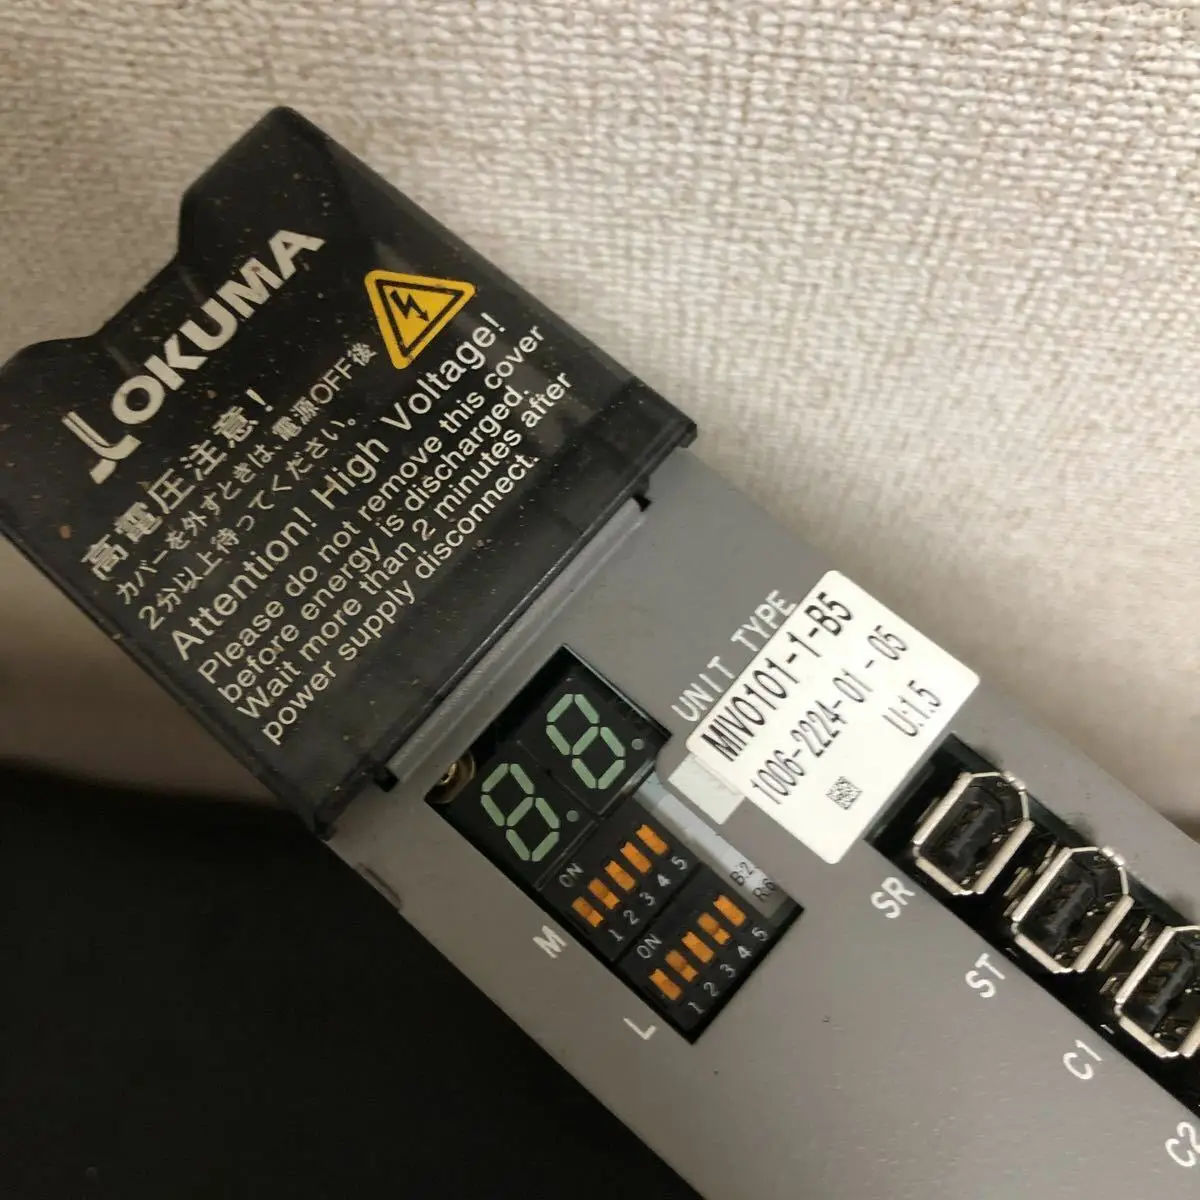 OKUMA
高電圧注意!
カバーを外すときは、電源OFF後
2分以上待ってください。
Attention! High Voltage!
Please do not remove this cover
before energy is discharged.
Wait more than 2 minutes after
power supply disconnect.
UNIT TYPE
MIV0101-1-B5
1006-2224-01-05
U:1.5
8.8.
ON
1 2 3 4 5
M
ON
1 2 3 4 5
L
SR
ST
C1
C2